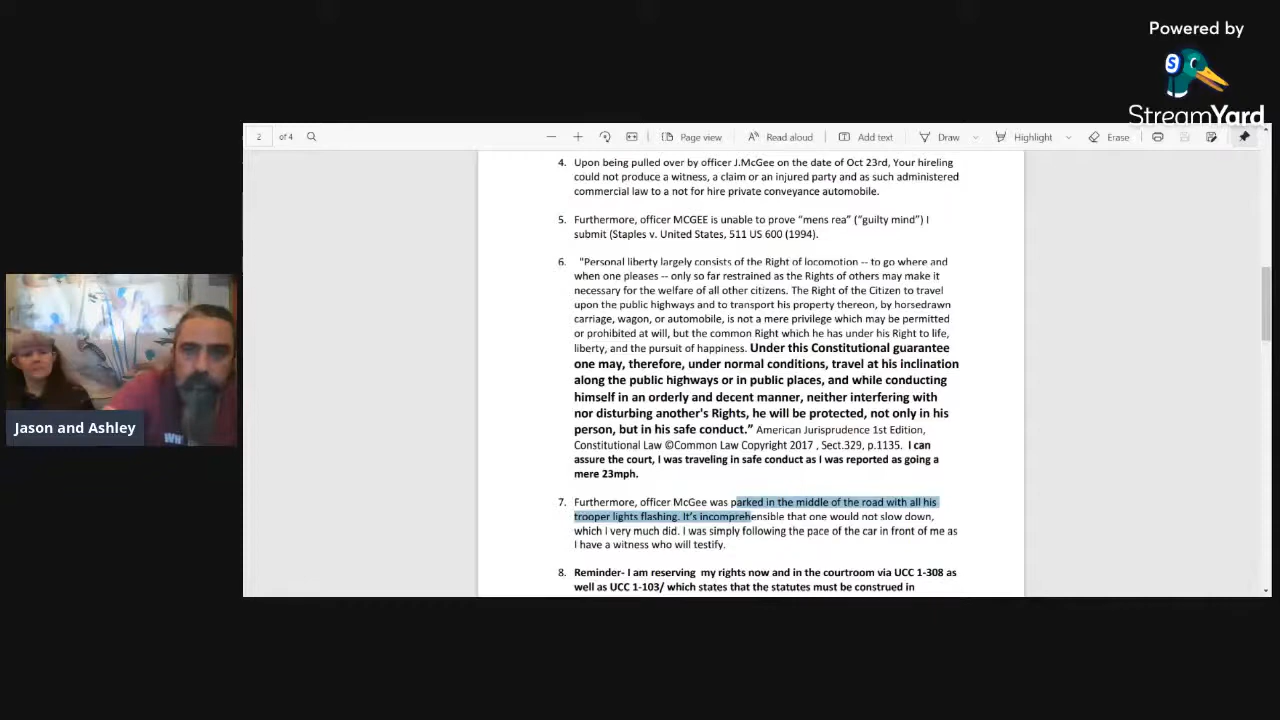 Powered by
S
StreamYard
2 of 4
Page view
Read aloud
Add text
Draw
Highlight
Erase
4. Upon being pulled over by officer J.McGee on the date of Oct 23rd, Your hireling
could not produce a witness, a claim or an injured party and as such administered
commercial law to a not for hire private conveyance automobile.
5. Furthermore, officer MCGEE is unable to prove “mens rea” (“guilty mind”) I
submit (Staples v. United States, 511 US 600 (1994).
6. "Personal liberty largely consists of the Right of locomotion -- to go where and
when one pleases -- only so far restrained as the Rights of others may make it
necessary for the welfare of all other citizens. The Right of the Citizen to travel
upon the public highways and to transport his property thereon, by horsedrawn
carriage, wagon, or automobile, is not a mere privilege which may be permitted
or prohibited at will, but the common Right which he has under his Right to life,
liberty, and the pursuit of happiness. Under this Constitutional guarantee
one may, therefore, under normal conditions, travel at his inclination
along the public highways or in public places, and while conducting
himself in an orderly and decent manner, neither interfering with
nor disturbing another's Rights, he will be protected, not only in his
person, but in his safe conduct.” American Jurisprudence 1st Edition,
Constitutional Law ©Common Law Copyright 2017 , Sect.329, p.1135. I can
assure the court, I was traveling in safe conduct as I was reported as going a
mere 23mph.
7. Furthermore, officer McGee was parked in the middle of the road with all his
trooper lights flashing. It’s incomprehensible that one would not slow down,
which I very much did. I was simply following the pace of the car in front of me as
I have a witness who will testify.
8. Reminder- I am reserving my rights now and in the courtroom via UCC 1-308 as
well as UCC 1-103/ which states that the statutes must be construed in
Jason and Ashley